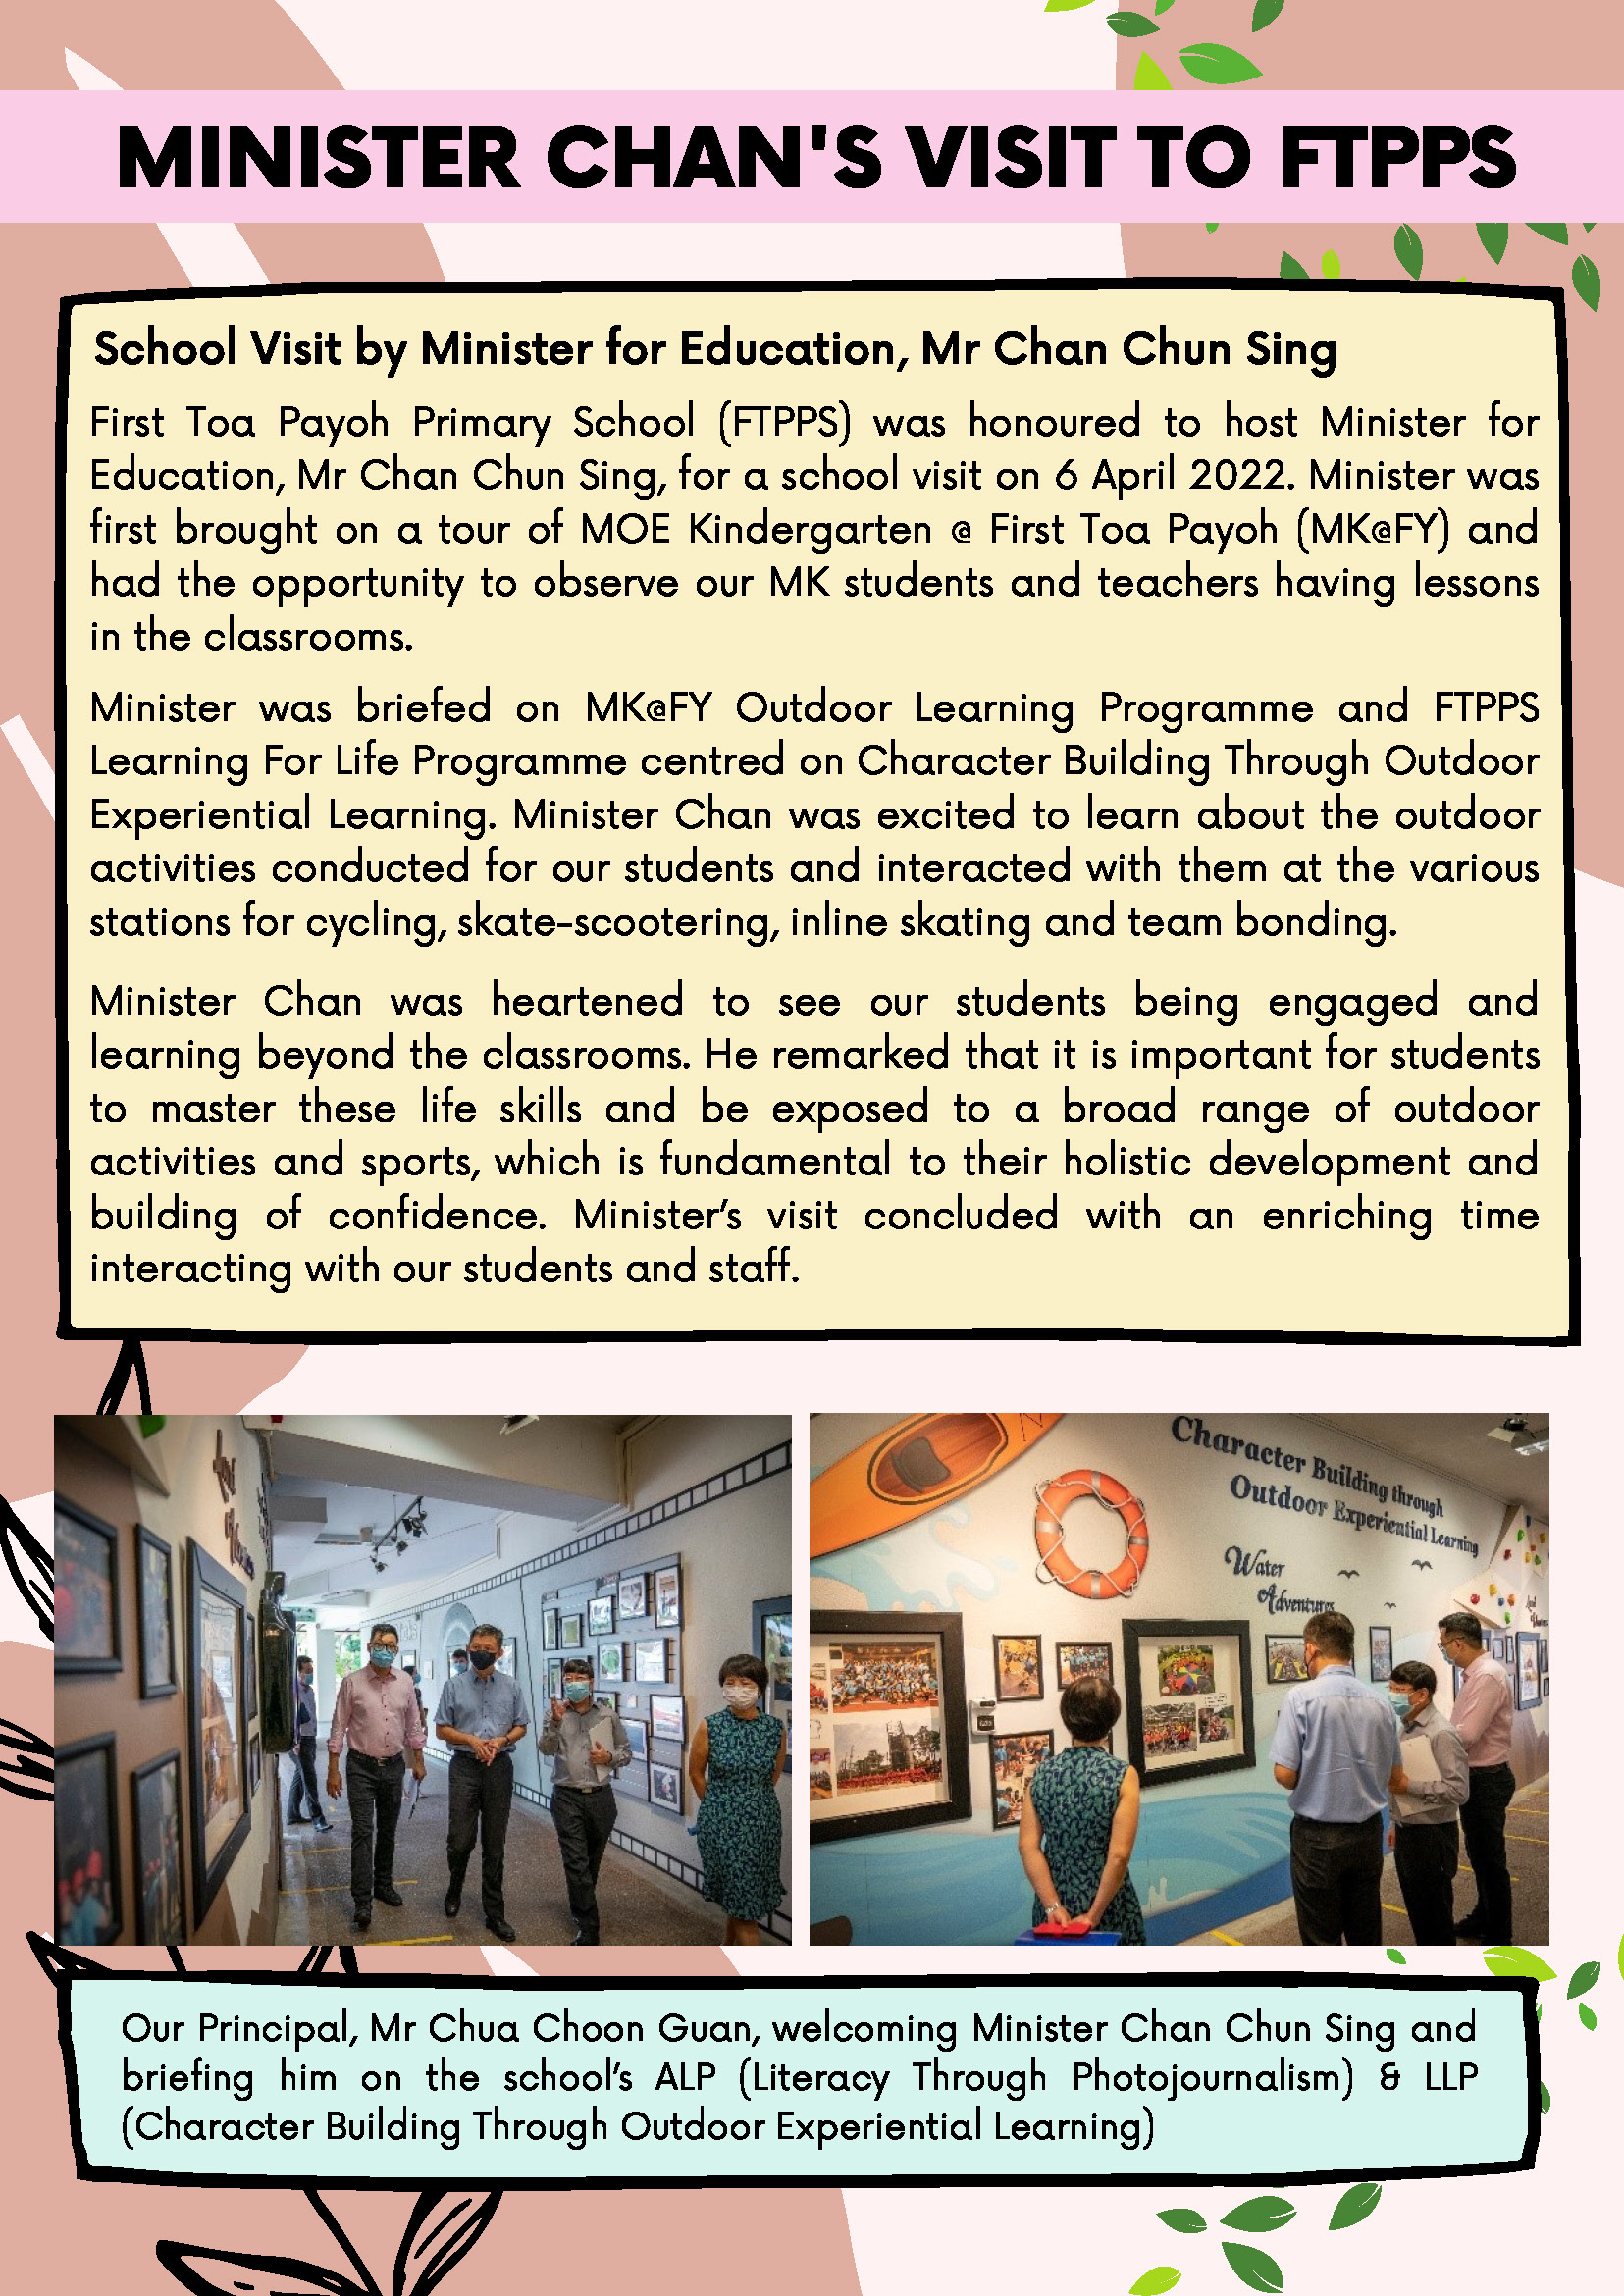 MINISTER CHAN'S VISIT TO FTPPS
School Visit by Minister for Education, Mr Chan Chun Sing
First Toa Payoh Primary School (FTPPS) was honoured to host Minister for
Education, Mr Chan Chun Sing, for a school visit on 6 April 2022. Minister was
first brought on a tour of MOE Kindergarten @ First Toa Payoh (MK@FY) and
had the opportunity to observe our MK students and teachers having lessons
in the classrooms.
Minister was briefed on MK@FY Outdoor Learning Programme and FTPPS
Learning For Life Programme centred on Character Building Through Outdoor
Experiential Learning. Minister Chan was excited to learn about the outdoor
activities conducted for our students and interacted with them at the various
stations for cycling, skate-scootering, inline skating and team bonding.
Minister Chan was heartened to see our students being engaged and
learning beyond the classrooms. He remarked that it is important for students
to master these life skills and be exposed to a broad range of outdoor
activities and sports, which is fundamental to their holistic development and
building of confidence. Minister’s visit concluded with an enriching time
interacting with our students and staff.
Character Building through
Outdoor Experiential Learning
Water
Adventures
Our Principal, Mr Chua Choon Guan, welcoming Minister Chan Chun Sing and
briefing him on the school’s ALP (Literacy Through Photojournalism) & LLP
(Character Building Through Outdoor Experiential Learning)